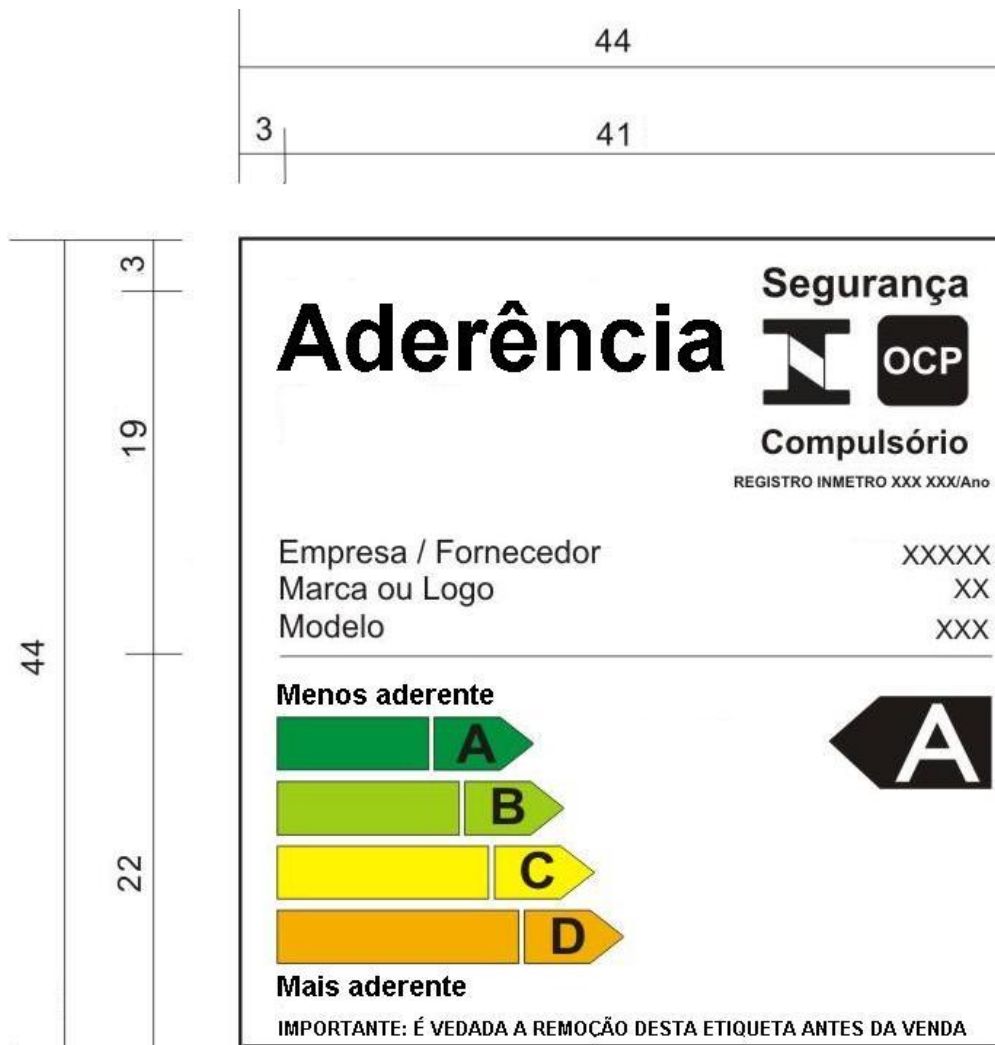 44
3
41
3
19
44
22
Aderência
Segurança
OCP
Compulsório
REGISTRO INMETRO XXX XXX/Ano
Empresa / Fornecedor XXXXX
Marca ou Logo XX
Modelo XXX
Menos aderente
A
A
B
C
D
Mais aderente
IMPORTANTE: É VEDADA A REMOÇÃO DESTA ETIQUETA ANTES DA VENDA